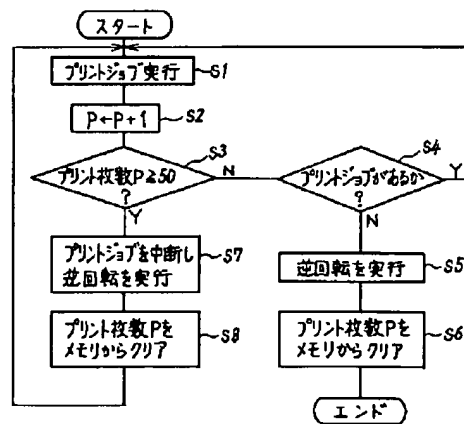 スタート
プリントジョブ実行
S1
P←P+1
S2
プリント枚数P≧50
?
S3
N
Y
プリントジョブがあるか
?
S4
Y
N
プリントジョブを中断し
逆回転を実行
S7
逆回転を実行
S5
プリント枚数Pを
メモリからクリア
S8
プリント枚数Pを
メモリからクリア
S6
エンド